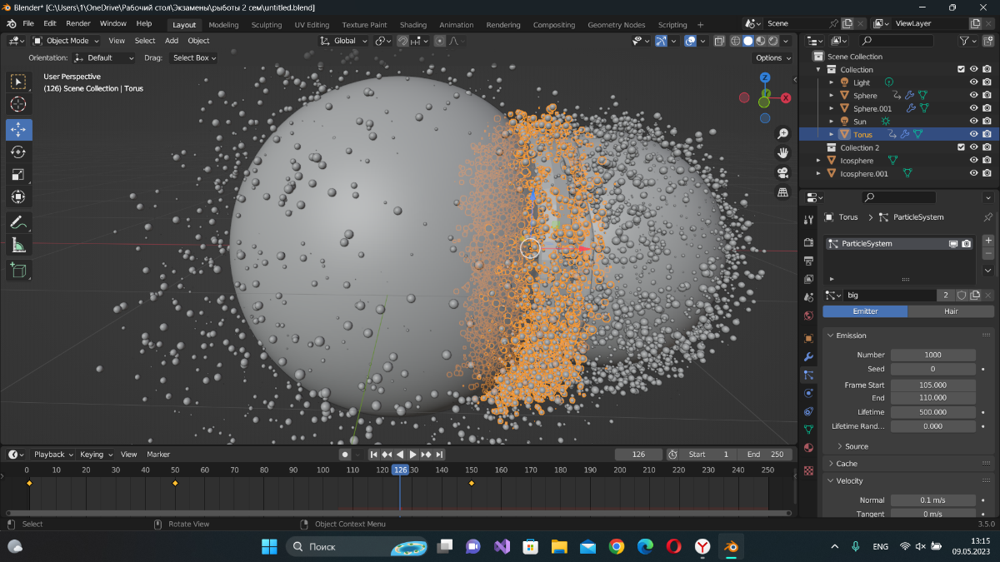 Blender* [C:\Users\1\OneDrive\Рабочий стол\Экзамены\рыботы 2 сем\untitled.blend]
File Edit Render Window Help Layout Modeling Sculpting UV Editing Texture Paint Shading Animation Rendering Compositing Geometry Nodes Scripting + Scene ViewLayer
Object Mode View Select Add Object Global
Orientation: Default Drag: Select Box Options
User Perspective
(126) Scene Collection | Torus
Z
X
Scene Collection
Collection
Light
Sphere
Sphere.001
Sun
Torus
Collection 2
Icosphere
Icosphere.001
Torus > ParticleSystem
ParticleSystem
big 2
Emitter Hair
Emission
Number 1000
Seed 0
Frame Start 105.000
End 110.000
Lifetime 500.000
Lifetime Rand... 0.000
Source
Cache
Velocity
Normal 0.1 m/s
Tangent 0 m/s
Playback Keying View Marker 126 Start 1 End 250
0 10 20 30 40 50 60 70 80 90 100 110 120 126 130 140 150 160 170 180 190 200 210 220 230 240 250
Select Rotate View Object Context Menu 3.5.0
Поиск
ENG
13:15
09.05.2023